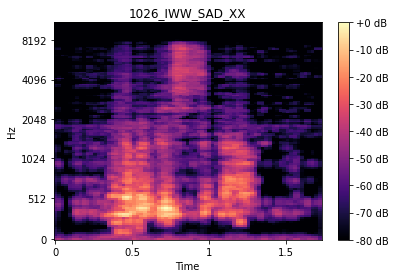 1026_IWW_SAD_XX
+0 dB
8192
-10 dB
4096
-20 dB
-30 dB
2048
Hz
-40 dB
1024
-50 dB
512
-60 dB
-70 dB
0
-80 dB
0
0.5
1
1.5
Time